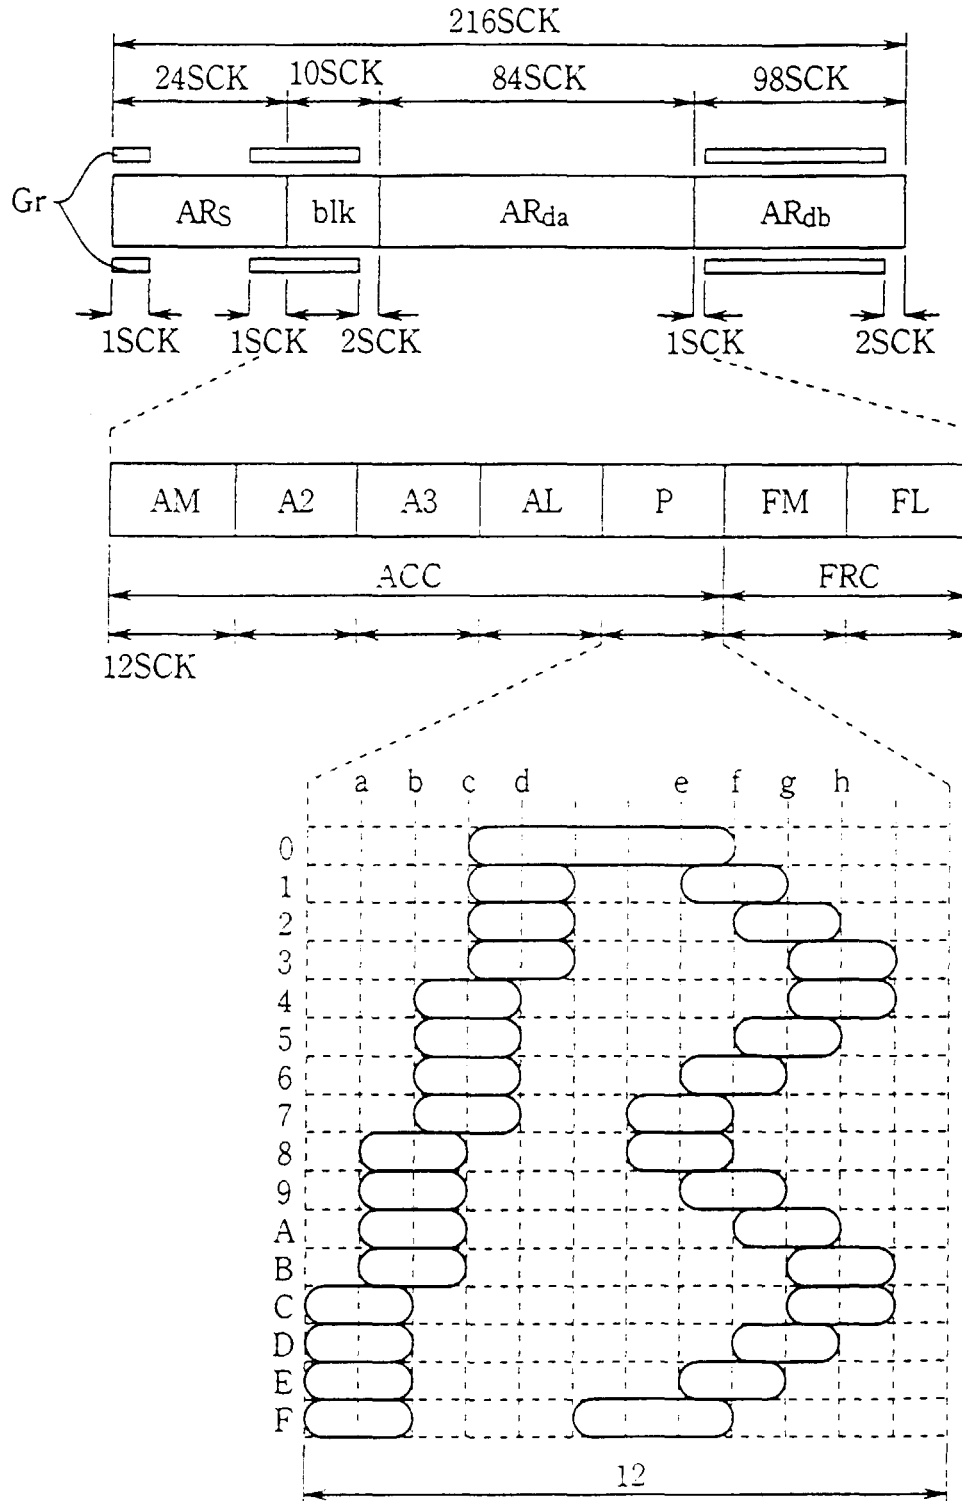 216SCK
24SCK 10SCK 84SCK 98SCK
Gr
ARS blk ARda ARdb
1SCK 1SCK 2SCK 1SCK 2SCK
AM A2 A3 AL P FM FL
ACC FRC
12SCK
a b c d e f g h
0
1
2
3
4
5
6
7
8
9
A
B
C
D
E
F
12